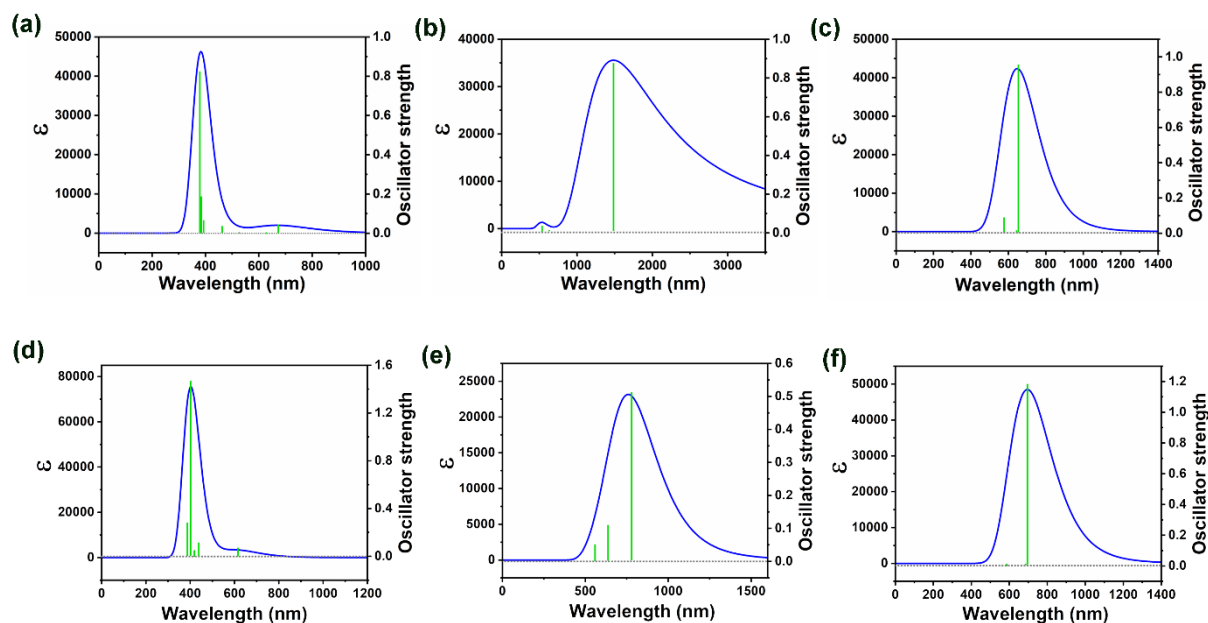 (a)
50000
40000
30000
20000
10000
0
ε
1.0
0.8
0.6
0.4
0.2
0.0
Oscillator strength
0 200 400 600 800 1000
Wavelength (nm)
(b)
40000
35000
30000
25000
20000
15000
10000
5000
0
ε
1.0
0.8
0.6
0.4
0.2
0.0
Oscillator strength
0 1000 2000 3000
Wavelength (nm)
(c)
50000
40000
30000
20000
10000
0
ε
1.0
0.8
0.6
0.4
0.2
0.0
Oscillator strength
0 200 400 600 800 1000 1200 1400
Wavelength (nm)
(d)
80000
60000
40000
20000
0
ε
1.6
1.2
0.8
0.4
0.0
Oscillator strength
0 200 400 600 800 1000 1200
Wavelength (nm)
(e)
25000
20000
15000
10000
5000
0
ε
0.6
0.5
0.4
0.3
0.2
0.1
0.0
Oscillator strength
0 500 1000 1500
Wavelength (nm)
(f)
50000
40000
30000
20000
10000
0
ε
1.2
1.0
0.8
0.6
0.4
0.2
0.0
Oscillator strength
0 200 400 600 800 1000 1200 1400
Wavelength (nm)